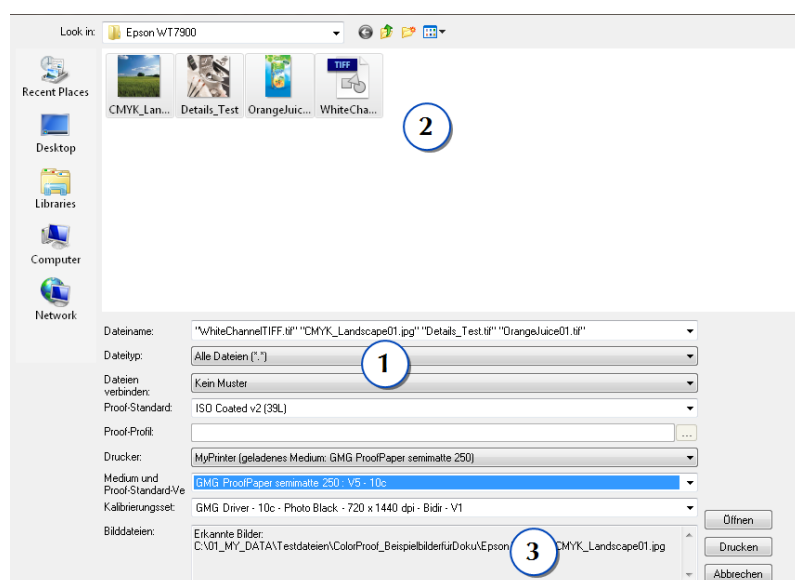 Look in:
Epson WT7900
Recent Places
Desktop
Libraries
Computer
Network
TIFF
CMYK_Lan...
Details_Test
OrangeJuic...
WhiteCha...
2
Dateiname:
"WhiteChannelTIFF.tif" "CMYK_Landscape01.jpg" "Details_Test.tif" "OrangeJuice01.tif"
Dateityp:
Alle Dateien (*.*)
1
Dateien
verbinden:
Kein Muster
Proof-Standard:
ISO Coated v2 (39L)
Proof-Profil:
...
Drucker:
MyPrinter (geladenes Medium: GMG ProofPaper semimatte 250)
Medium und
Proof-Standard-Ve
GMG ProofPaper semimatte 250 : V5 - 10c
Kalibrierungsset:
GMG Driver - 10c - Photo Black - 720 x 1440 dpi - Bidir - V1
Bilddateien:
Erkannte Bilder:
C:\01_MY_DATA\Testdateien\ColorProof_BeispielbilderfürDoku\Epson
CMYK_Landscape01.jpg
3
Öffnen
Drucken
Abbrechen